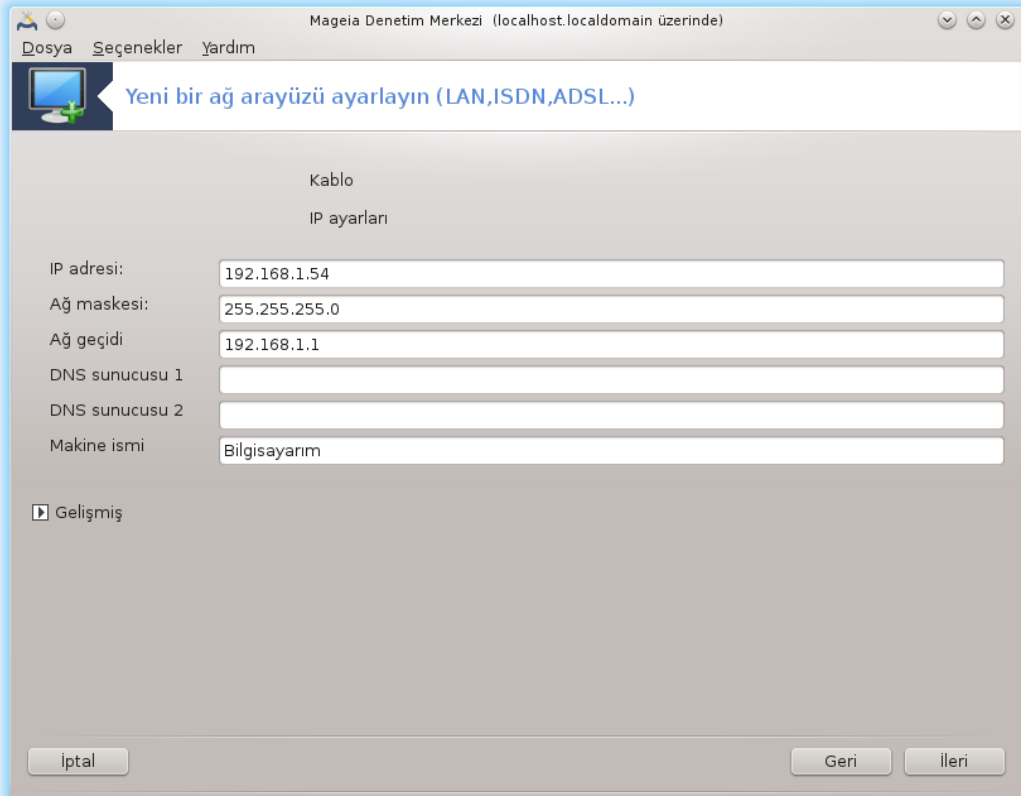 Mageia Denetim Merkezi (localhost.localdomain üzerinde)
Dosya Seçenekler Yardım
Yeni bir ağ arayüzü ayarlayın (LAN,ISDN,ADSL...)
Kablo
IP ayarları
IP adresi: 192.168.1.54
Ağ maskesi: 255.255.255.0
Ağ geçidi 192.168.1.1
DNS sunucusu 1
DNS sunucusu 2
Makine ismi Bilgisayarım
Gelişmiş
İptal Geri İleri